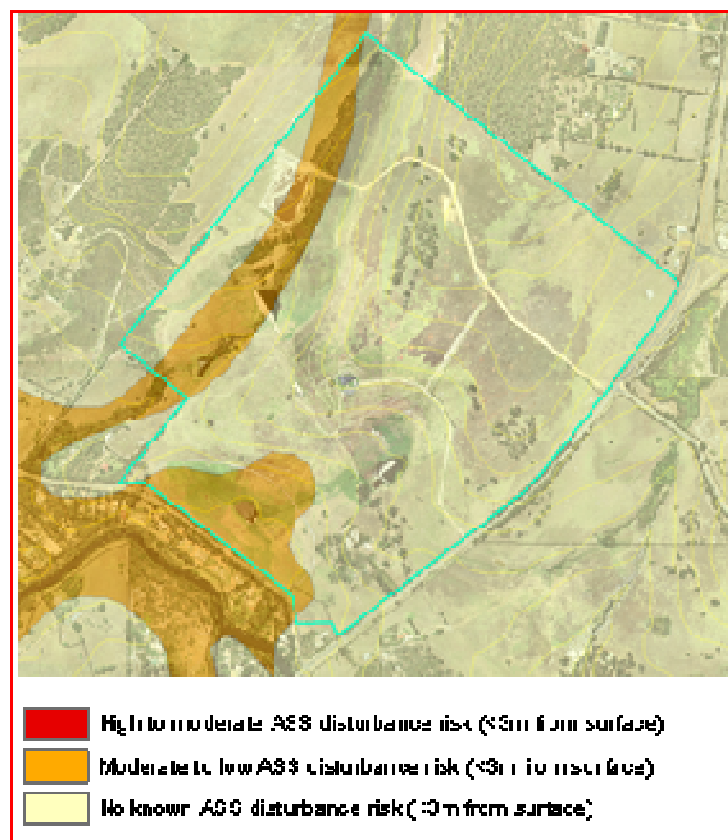 High to moderate ASS disturbance risk (<3m from surface)
Moderate to low ASS disturbance risk (<3m from surface)
No known ASS disturbance risk (<3m from surface)